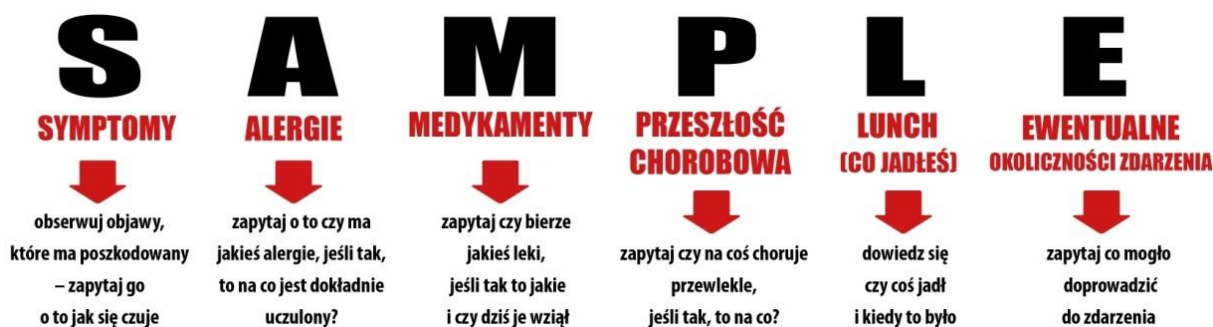 S A M P L E
SYMPTOMY
obserwuj objawy,
które ma poszkodowany
– zapytaj go
o to jak się czuje
ALERGIE
zapytaj o to czy ma
jakieś alergie, jeśli tak,
to na co jest dokładnie
uczulony?
MEDYKAMENTY
zapytaj czy bierze
jakieś leki,
jeśli tak to jakie
i czy dziś je wziął
PRZESZŁOŚĆ
CHOROBOWA
zapytaj czy na coś choruje
przewlekle,
jeśli tak, to na co?
LUNCH
(CO JADŁEŚ)
dowiedz się
czy coś jadł
i kiedy to było
EWENTUALNE
OKOLICZNOŚCI ZDARZENIA
zapytaj co mogło
doprowadzić
do zdarzenia